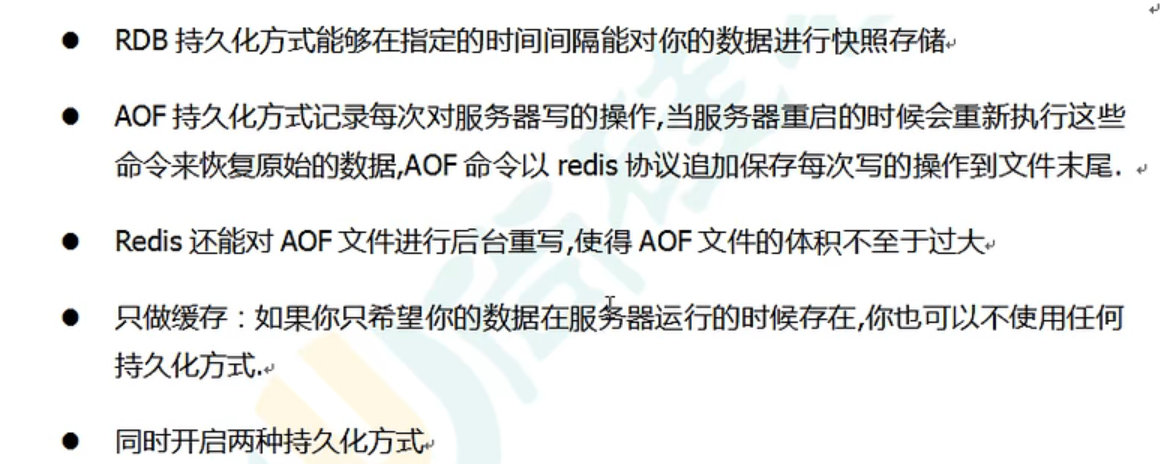 ● RDB 持久化方式能够在指定的时间间隔能对你的数据进行快照存储
● AOF 持久化方式记录每次对服务器写的操作,当服务器重启的时候会重新执行这些
命令来恢复原始的数据,AOF 命令以 redis 协议追加保存每次写的操作到文件末尾.
● Redis 还能对 AOF 文件进行后台重写,使得 AOF 文件的体积不至于过大
● 只做缓存：如果你只希望你的数据在服务器运行的时候存在,你也可以不使用任何
持久化方式.
● 同时开启两种持久化方式